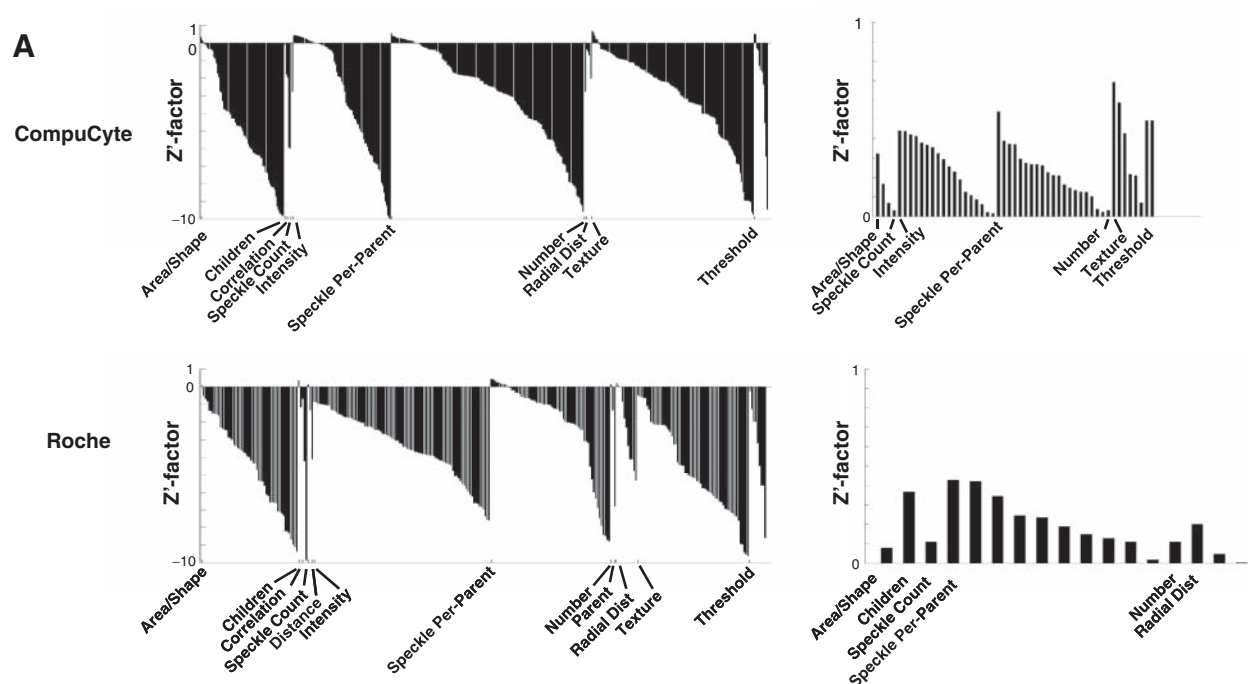 A
CompuCyte
Z'-factor
1
0
–10
Area/Shape
Children
Correlation
Speckle Count
Intensity
Speckle Per-Parent
Number
Radial Dist
Texture
Threshold
Z'-factor
1
0
Area/Shape
Speckle Count
Intensity
Speckle Per-Parent
Number
Texture
Threshold
Roche
Z'-factor
1
0
–10
Area/Shape
Children
Correlation
Speckle Count
Distance
Intensity
Speckle Per-Parent
Number
Parent
Radial Dist
Texture
Threshold
Z'-factor
1
0
Area/Shape
Children
Speckle Count
Speckle Per-Parent
Number
Radial Dist